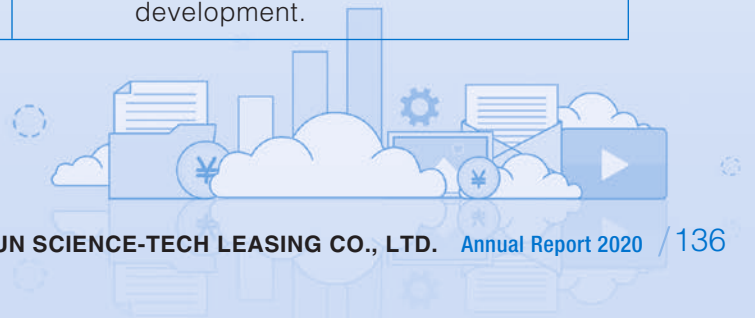 development.
¥
¥
UN SCIENCE-TECH LEASING CO., LTD. Annual Report 2020 / 136